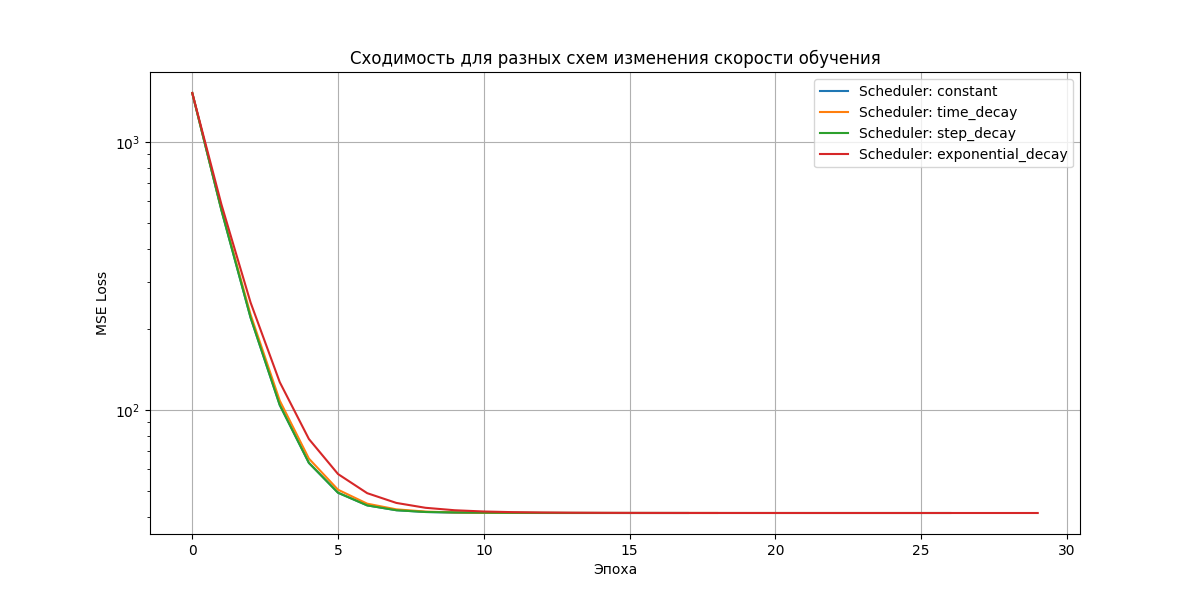 Сходимость для разных схем изменения скорости обучения
Scheduler: constant
Scheduler: time_decay
Scheduler: step_decay
Scheduler: exponential_decay
10³
10²
MSE Loss
0 5 10 15 20 25 30
Эпоха